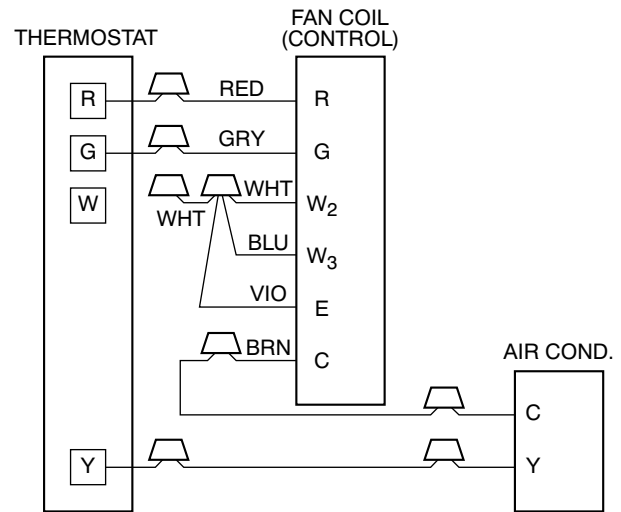 THERMOSTAT
FAN COIL
(CONTROL)
R
RED
R
G
GRY
G
W
WHT
WHT
W2
BLU
W3
VIO
E
BRN
C
AIR COND.
C
Y
Y